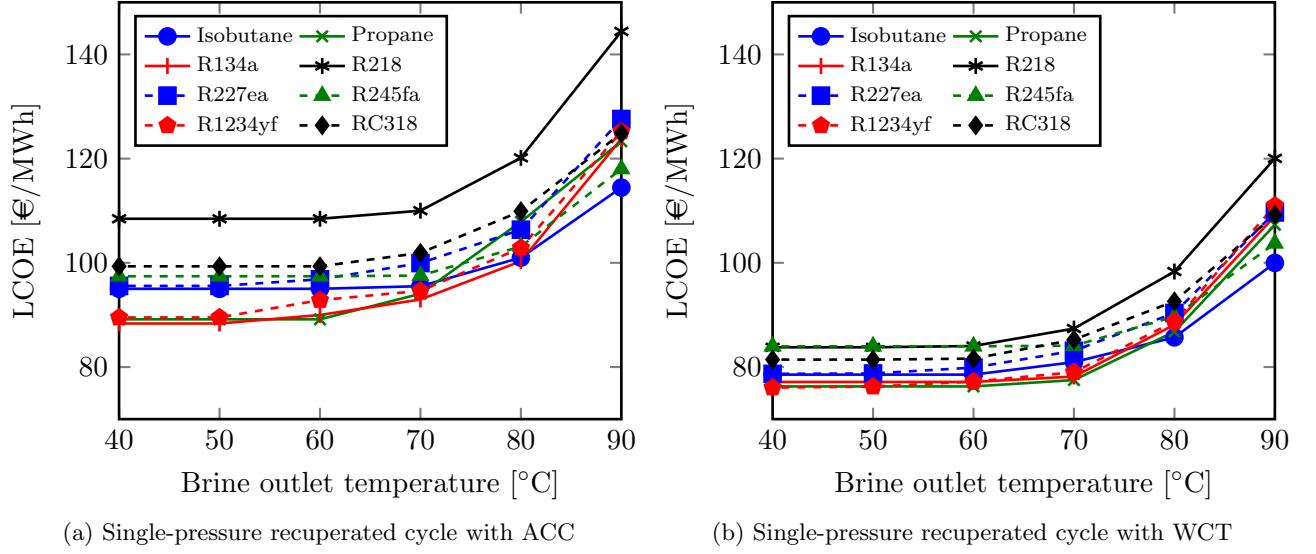 Isobutane Propane
R134a R218
R227ea R245fa
R1234yf RC318
LCOE [€/MWh]
140
120
100
80
40 50 60 70 80 90
Brine outlet temperature [°C]
(a) Single-pressure recuperated cycle with ACC
Isobutane Propane
R134a R218
R227ea R245fa
R1234yf RC318
LCOE [€/MWh]
140
120
100
80
40 50 60 70 80 90
Brine outlet temperature [°C]
(b) Single-pressure recuperated cycle with WCT